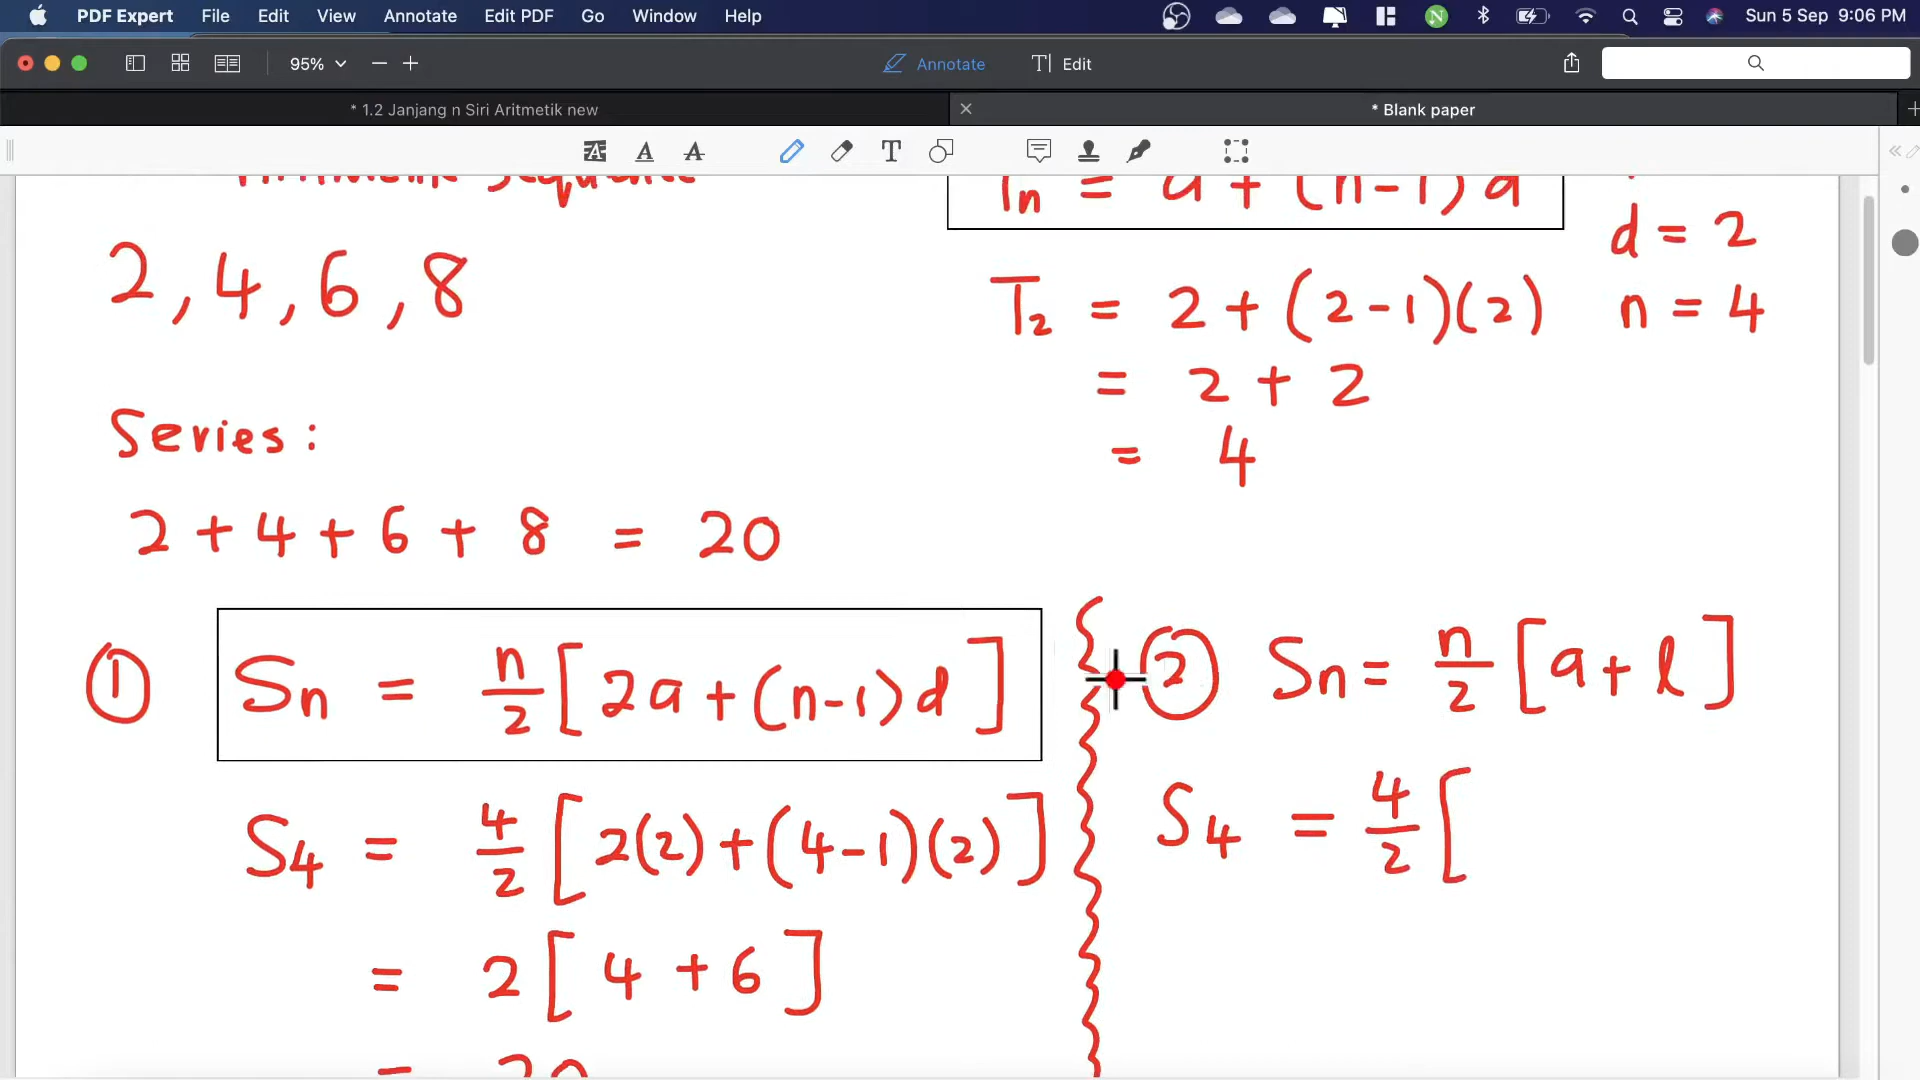 PDF Expert File Edit View Annotate Edit PDF Go Window Help Sun 5 Sep 9:06 PM
95% Annotate T Edit
* 1.2 Janjang n Siri Aritmetik new * Blank paper
Arithmetic Sequence
Tn = a + (n-1)d
d = 2
2, 4, 6, 8
T2 = 2 + (2-1)(2)
n = 4
= 2 + 2
Series:
= 4
2 + 4 + 6 + 8 = 20
① Sn = n/2 [2a + (n-1)d]
② Sn = n/2 [a + l]
S4 = 4/2 [2(2) + (4-1)(2)]
S4 = 4/2 [
= 2 [4 + 6]
= 20